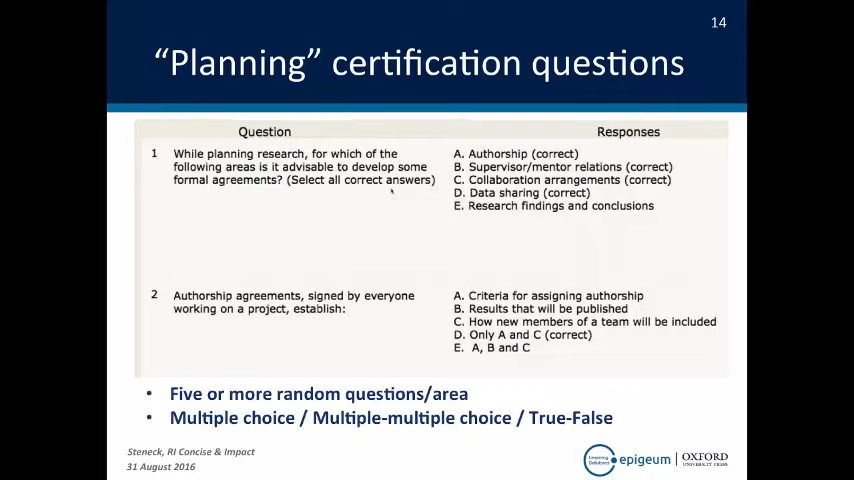 14
“Planning” certification questions
Question Responses
1 While planning research, for which of the A. Authorship (correct)
following areas is it advisable to develop some B. Supervisor/mentor relations (correct)
formal agreements? (Select all correct answers) C. Collaboration arrangements (correct)
D. Data sharing (correct)
E. Research findings and conclusions
2 Authorship agreements, signed by everyone A. Criteria for assigning authorship
working on a project, establish: B. Results that will be published
C. How new members of a team will be included
D. Only A and C (correct)
E. A, B and C
• Five or more random questions/area
• Multiple choice / Multiple-multiple choice / True-False
Steneck, RI Concise & Impact
31 August 2016
Learning Solutions epigeum OXFORD
UNIVERSITY PRESS